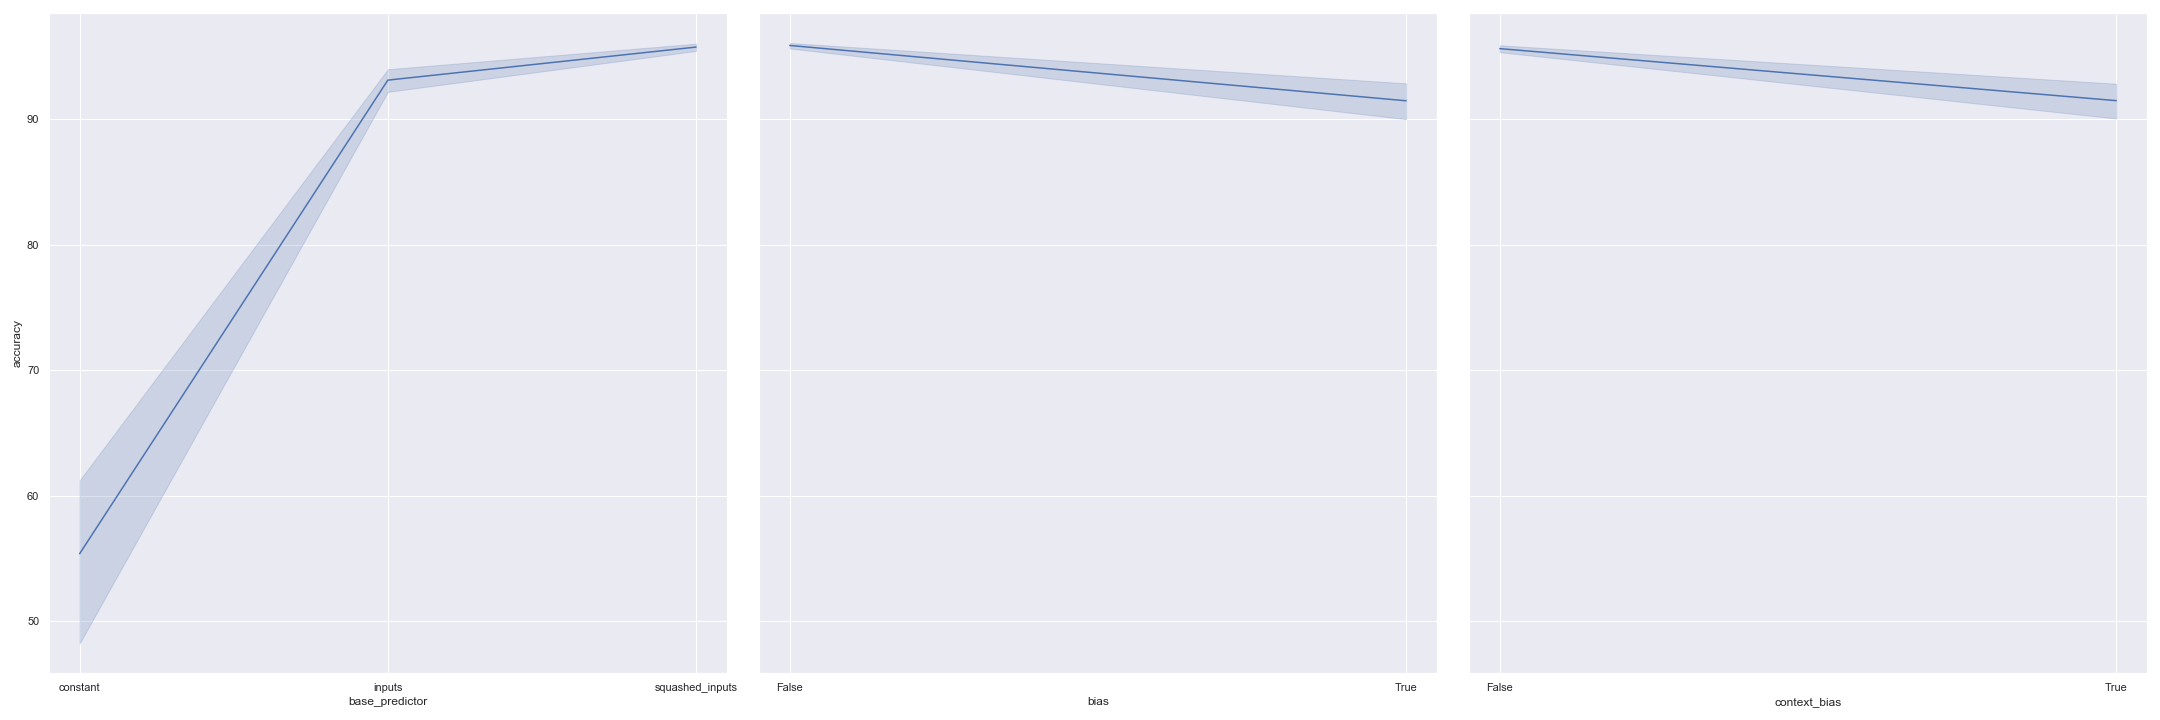 accuracy
90
80
70
60
50
constant inputs squashed_inputs
base_predictor
False True
bias
False True
context_bias